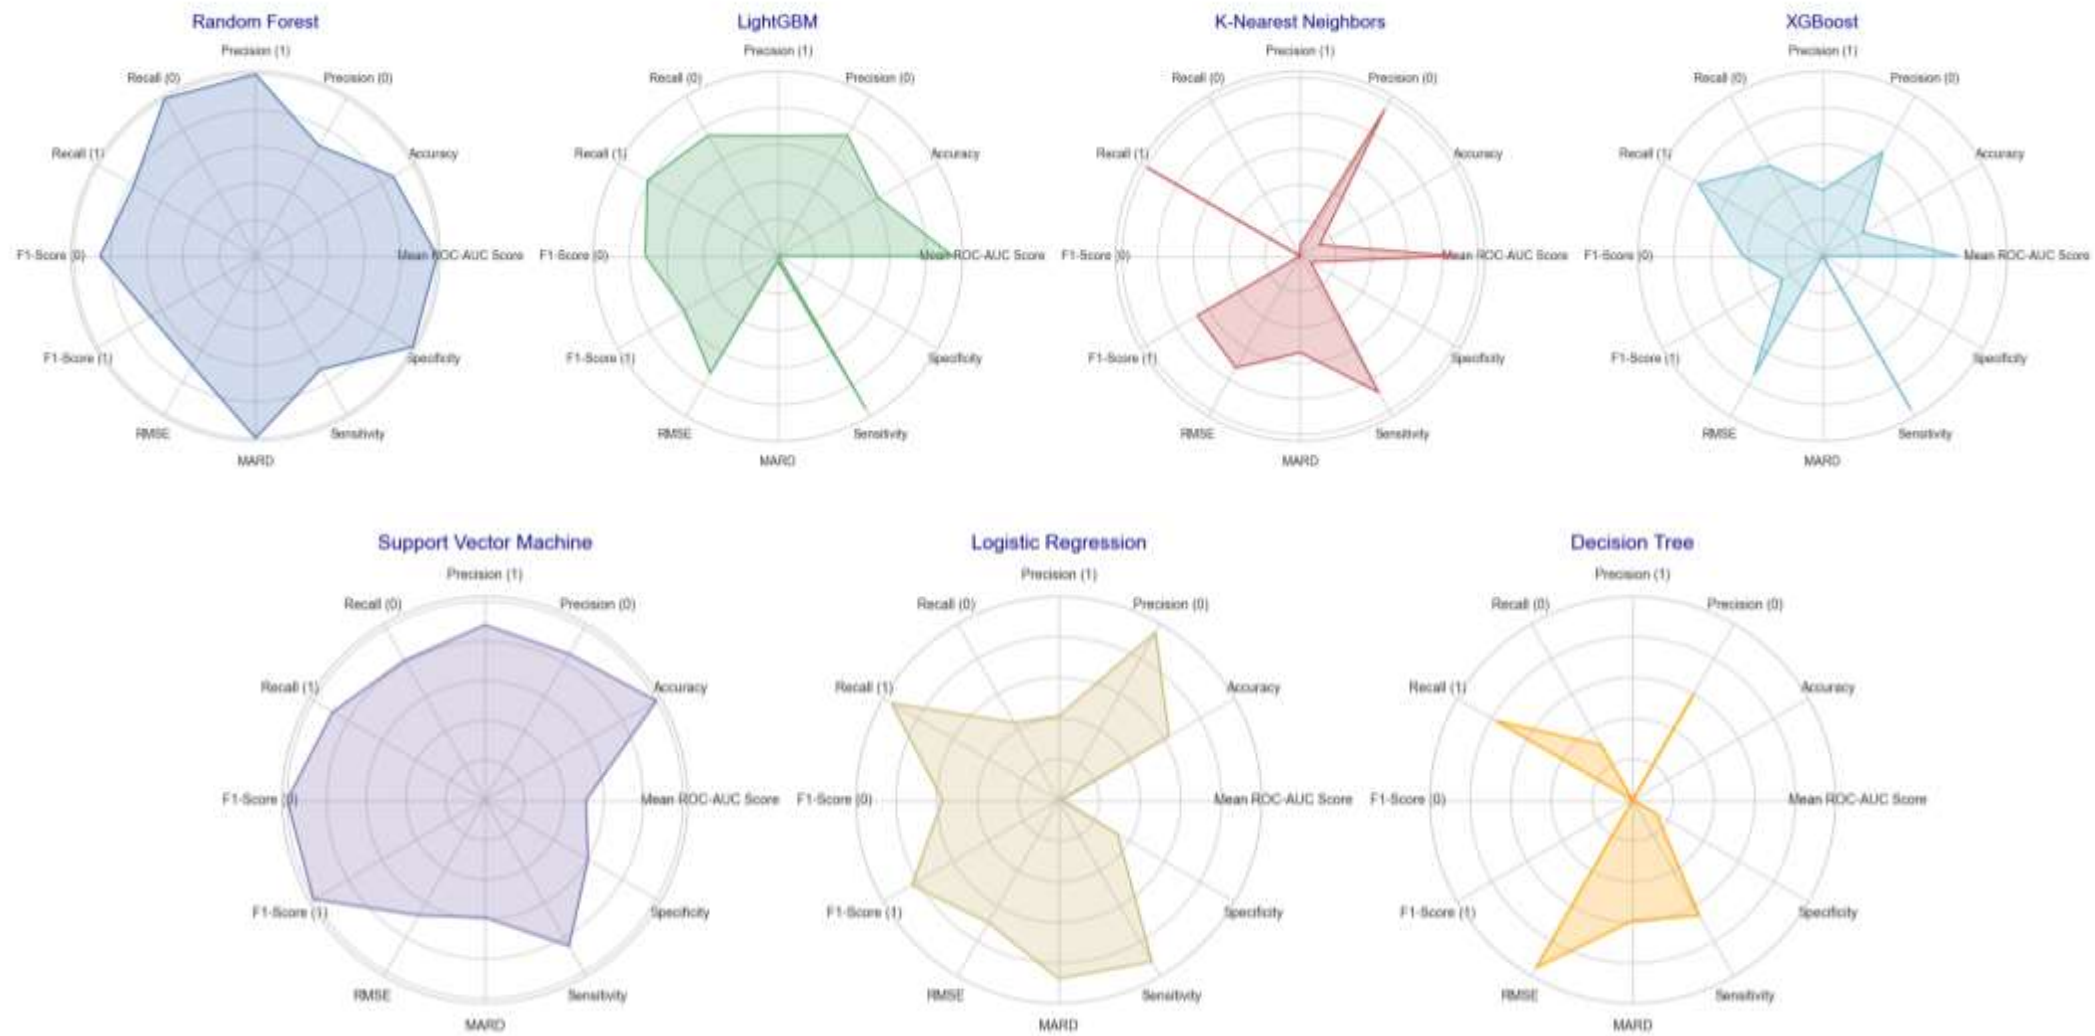 Random Forest
Precision (1)
Recall (0)
Precision (0)
Recall (1)
Accuracy
F1-Score (0)
Mean ROC-AUC Score
F1-Score (1)
Specificity
RMSE
Sensitivity
MARD
LightGBM
Precision (1)
Recall (0)
Precision (0)
Recall (1)
Accuracy
F1-Score (0)
Mean ROC-AUC Score
F1-Score (1)
Specificity
RMSE
Sensitivity
MARD
K-Nearest Neighbors
Precision (1)
Recall (0)
Precision (0)
Recall (1)
Accuracy
F1-Score (0)
Mean ROC-AUC Score
F1-Score (1)
Specificity
RMSE
Sensitivity
MARD
XGBoost
Precision (1)
Recall (0)
Precision (0)
Recall (1)
Accuracy
F1-Score (0)
Mean ROC-AUC Score
F1-Score (1)
Specificity
RMSE
Sensitivity
MARD
Support Vector Machine
Precision (1)
Recall (0)
Precision (0)
Recall (1)
Accuracy
F1-Score (0)
Mean ROC-AUC Score
F1-Score (1)
Specificity
RMSE
Sensitivity
MARD
Logistic Regression
Precision (1)
Recall (0)
Precision (0)
Recall (1)
Accuracy
F1-Score (0)
Mean ROC-AUC Score
F1-Score (1)
Specificity
RMSE
Sensitivity
MARD
Decision Tree
Precision (1)
Recall (0)
Precision (0)
Recall (1)
Accuracy
F1-Score (0)
Mean ROC-AUC Score
F1-Score (1)
Specificity
RMSE
Sensitivity
MARD